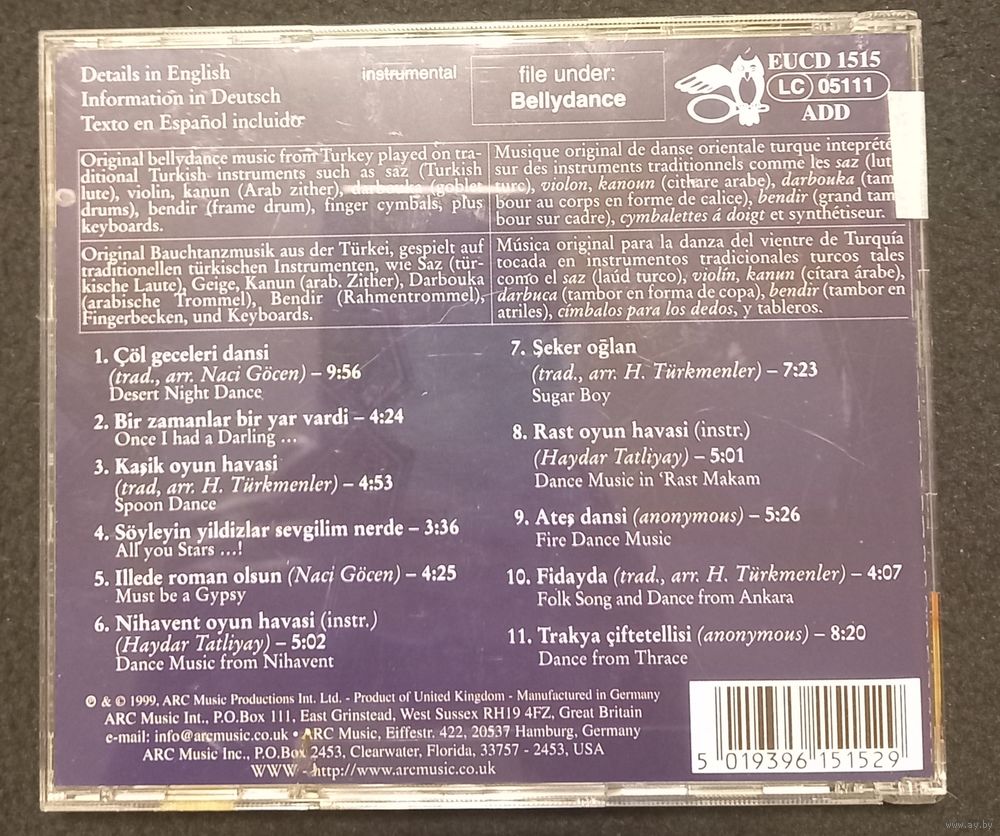 Details in English
Information in Deutsch
Texto en Español incluido
instrumental
file under:
Bellydance
EUCD 1515
LC 05111
ADD
Original bellydance music from Turkey played on tra-
ditional Turkish instruments such as saz (Turkish
lute), violin, kanun (Arab zither), darbouka (goblet
drums), bendir (frame drum), finger cymbals, plus
keyboards.
Musique original de danse orientale turque intepreté
sur des instruments traditionnels comme les saz (lut
turc), violon, kanoun (cithare arabe), darbouka (tam
bour au corps en forme de calice), bendir (grand tam
bour sur cadre), cymbalettes á doigt et synthétiseur.
Original Bauchtanzmusik aus der Türkei, gespielt auf
traditionellen türkischen Instrumenten, wie Saz (tür-
kische Laute), Geige, Kanun (arab. Zither), Darbouka
(arabische Trommel), Bendir (Rahmentrommel),
Fingerbecken, und Keyboards.
Música original para la danza del vientre de Turquía
tocada en instrumentos tradicionales turcos tales
como el saz (laúd turco), violín, kanun (cítara árabe),
darbuca (tambor en forma de copa), bendir (tambor en
atriles), címbalos para los dedos, y tableros.
1. Çöl geceleri dansi
(trad., arr. Naci Göcen) – 9:56
Desert Night Dance
2. Bir zamanlar bir yar vardi – 4:24
Once I had a Darling ...
3. Kaşik oyun havasi
(trad, arr. H. Türkmenler) – 4:53
Spoon Dance
4. Söyleyin yildizlar sevgilim nerde – 3:36
All you Stars ...!
5. Illede roman olsun (Naci Göcen) – 4:25
Must be a Gypsy
6. Nihavent oyun havasi (instr.)
(Haydar Tatliyay) – 5:02
Dance Music from Nihavent
7. Şeker oğlan
(trad., arr. H. Türkmenler) – 7:23
Sugar Boy
8. Rast oyun havasi (instr.)
(Haydar Tatliyay) – 5:01
Dance Music in ‘Rast Makam
9. Ateş dansi (anonymous) – 5:26
Fire Dance Music
10. Fidayda (trad., arr. H. Türkmenler) – 4:07
Folk Song and Dance from Ankara
11. Trakya çiftetellisi (anonymous) – 8:20
Dance from Thrace
℗ & © 1999, ARC Music Productions Int. Ltd. - Product of United Kingdom - Manufactured in Germany
ARC Music Int., P.O.Box 111, East Grinstead, West Sussex RH19 4FZ, Great Britain
e-mail: info@arcmusic.co.uk • ARC Music, Eiffestr. 422, 20537 Hamburg, Germany
ARC Music Inc., P.O.Box 2453, Clearwater, Florida, 33757 - 2453, USA
WWW - http://www.arcmusic.co.uk
5 019396 151529
www.ay.by